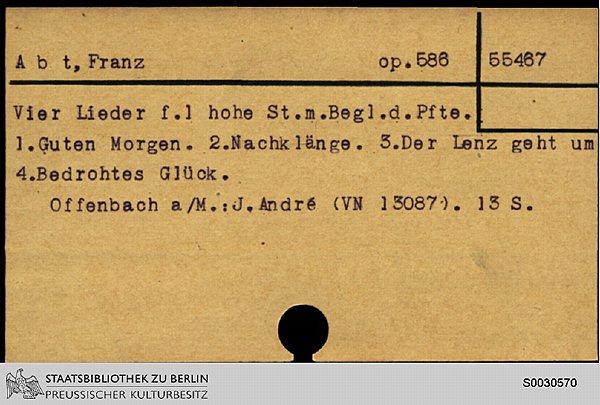 A b t, Franz op.586 55467
Vier Lieder f.1 hohe St.m.Begl.d.Pfte.
1.Guten Morgen. 2.Nachklänge. 3.Der Lenz geht um
4.Bedrohtes Glück.
Offenbach a/M.:J.André (VN 13087). 13 S.
STAATSBIBLIOTHEK ZU BERLIN
PREUSSISCHER KULTURBESITZ
S0030570